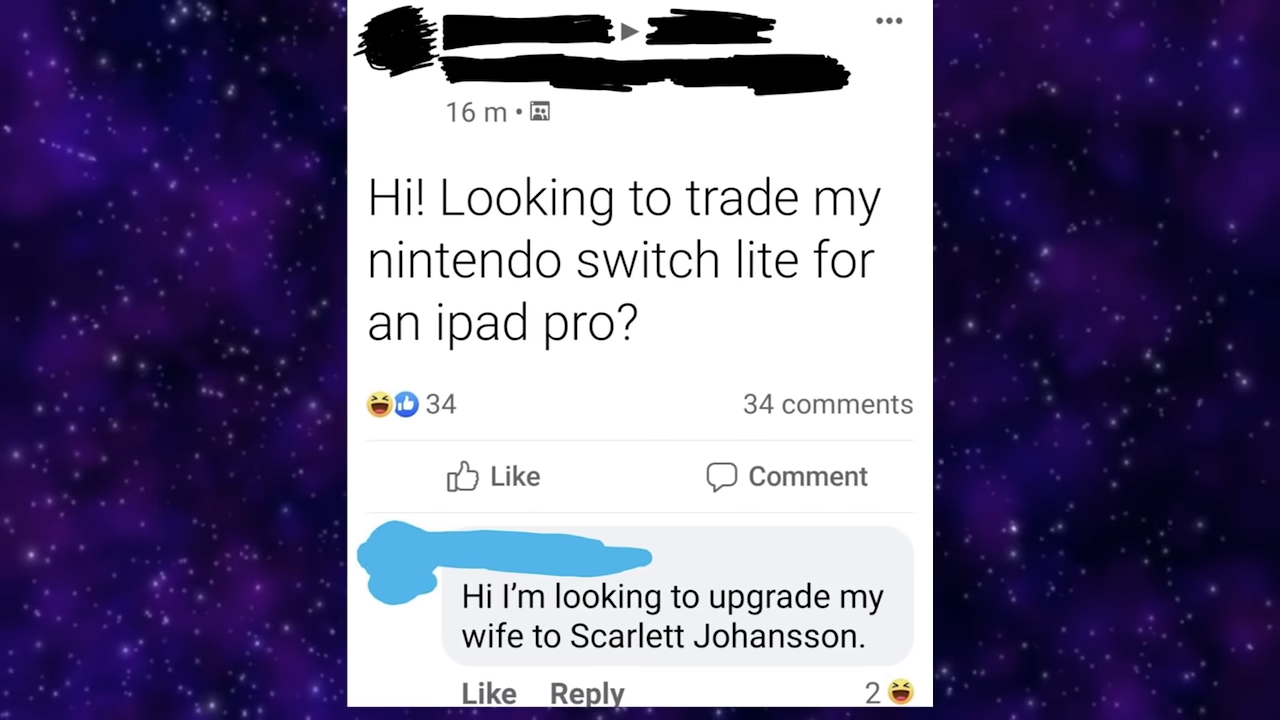 16 m •
Hi! Looking to trade my
nintendo switch lite for
an ipad pro?
34
34 comments
Like
Comment
Hi I’m looking to upgrade my
wife to Scarlett Johansson.
Like Reply
2